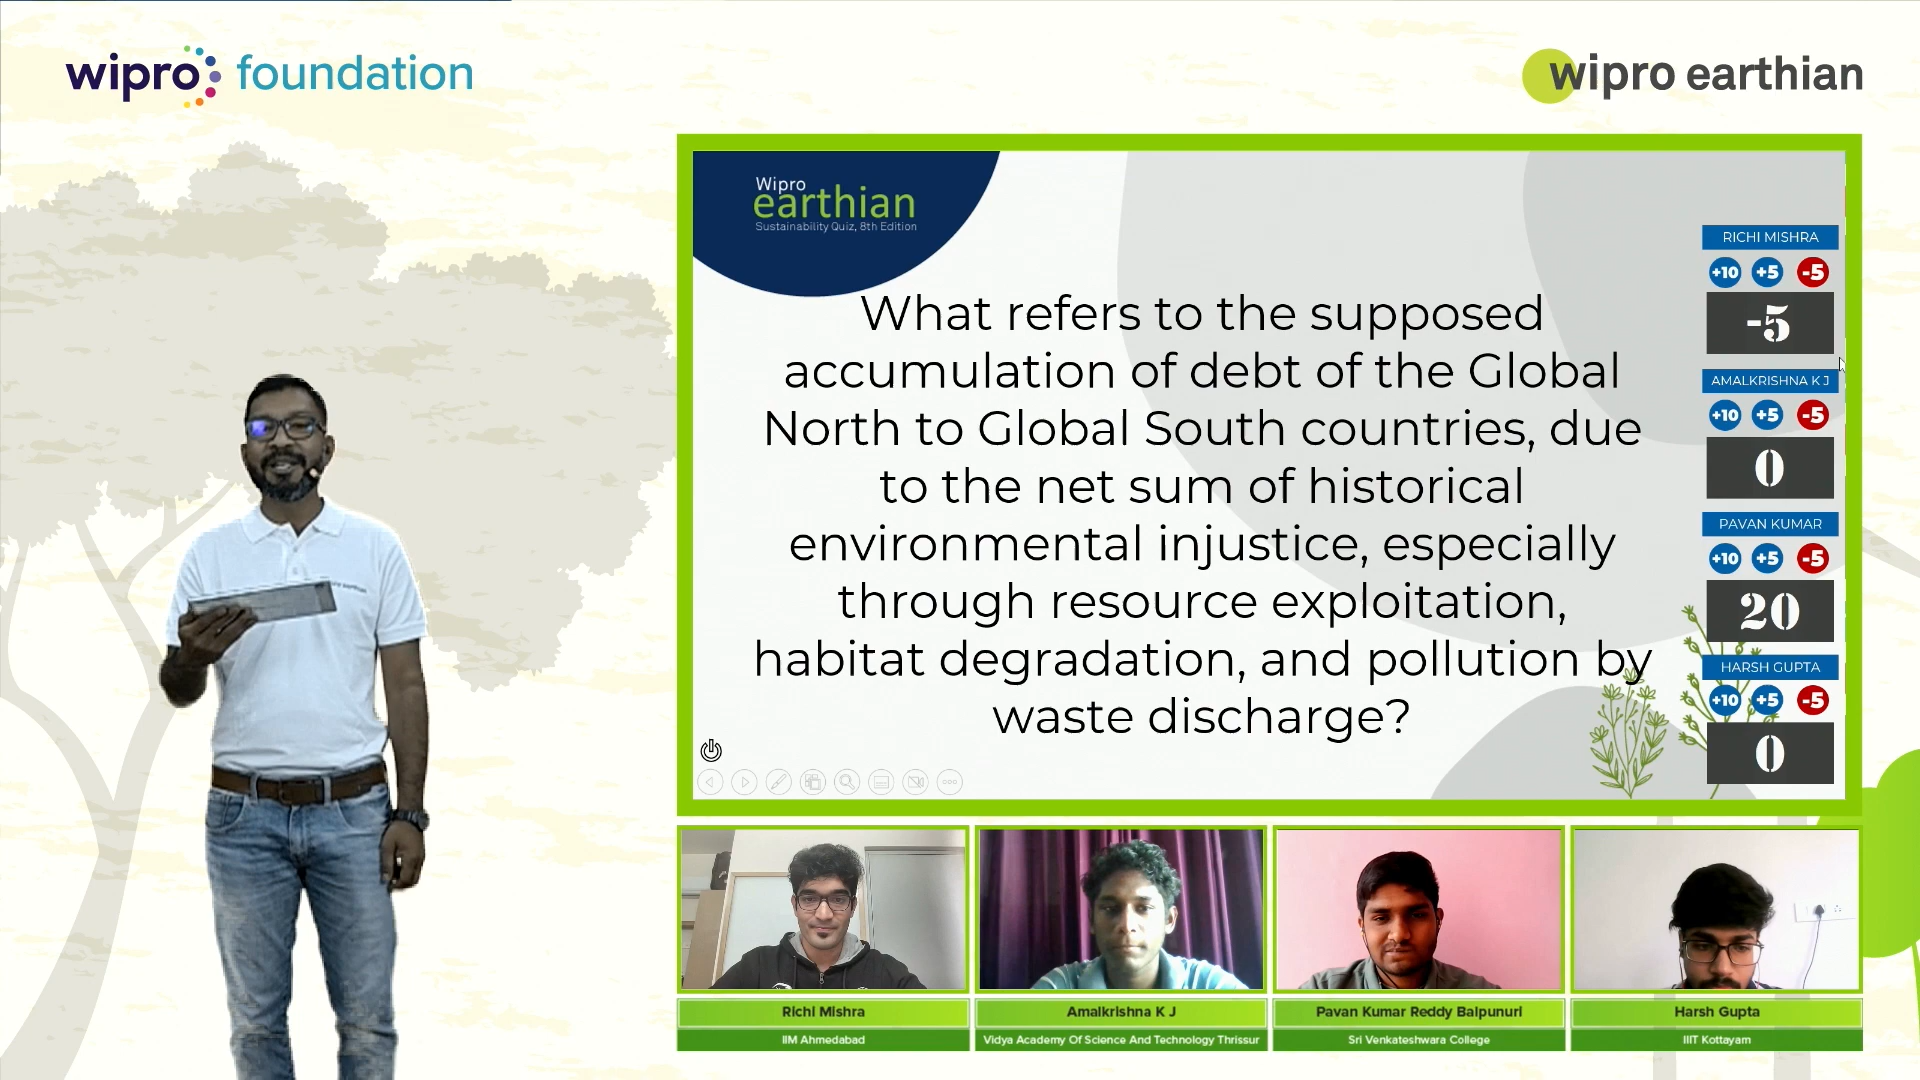 wipro foundation
wipro earthian
Wipro
earthian
Sustainability Quiz, 8th Edition
What refers to the supposed
accumulation of debt of the Global
North to Global South countries, due
to the net sum of historical
environmental injustice, especially
through resource exploitation,
habitat degradation, and pollution by
waste discharge?
RICHI MISHRA
+10 +5 -5
-5
AMALKRISHNA K J
+10 +5 -5
0
PAVAN KUMAR
+10 +5 -5
20
HARSH GUPTA
+10 +5 -5
0
Richi Mishra
IIM Ahmedabad
Amalkrishna K J
Vidya Academy Of Science And Technology Thrissur
Pavan Kumar Reddy Balpunuri
Sri Venkateshwara College
Harsh Gupta
IIIT Kottayam